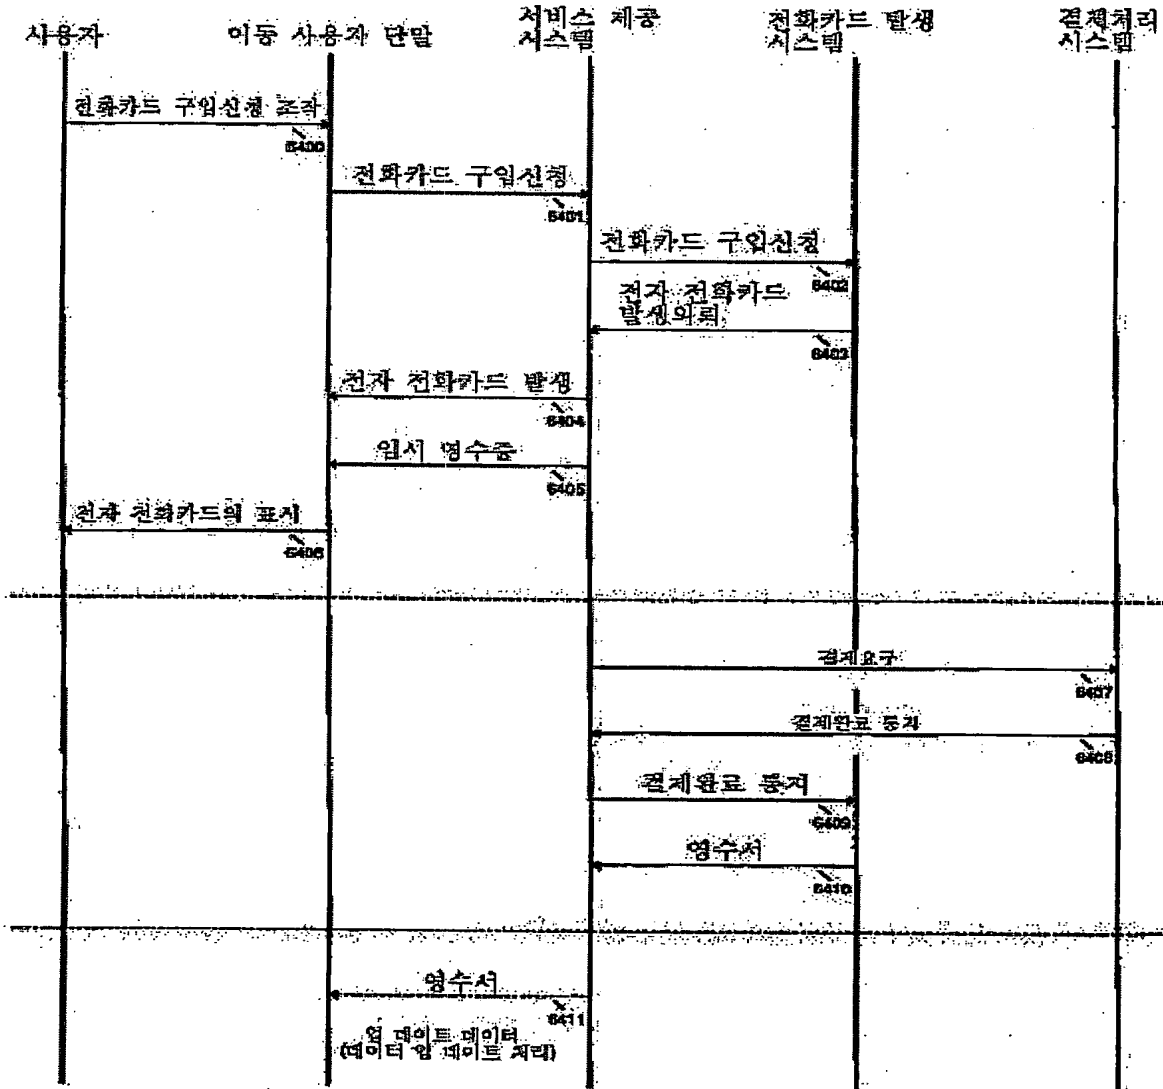 사용자
이동 사용자 단말
서비스 제공
시스템
전화카드 발생
시스템
결제처리
시스템
전화카드 구입신청 조작
6400
전화카드 구입신청
6401
전화카드 구입신청
6402
전자 전화카드
발생의뢰
6403
전자 전화카드 발생
6404
임시 영수증
6405
전자 전화카드의 표시
6406
결제요구
6407
결제완료 통지
6408
결제완료 통지
6409
영수서
6410
영수서
6411
업 데이트 데이터
(데이터 업 데이트 처리)